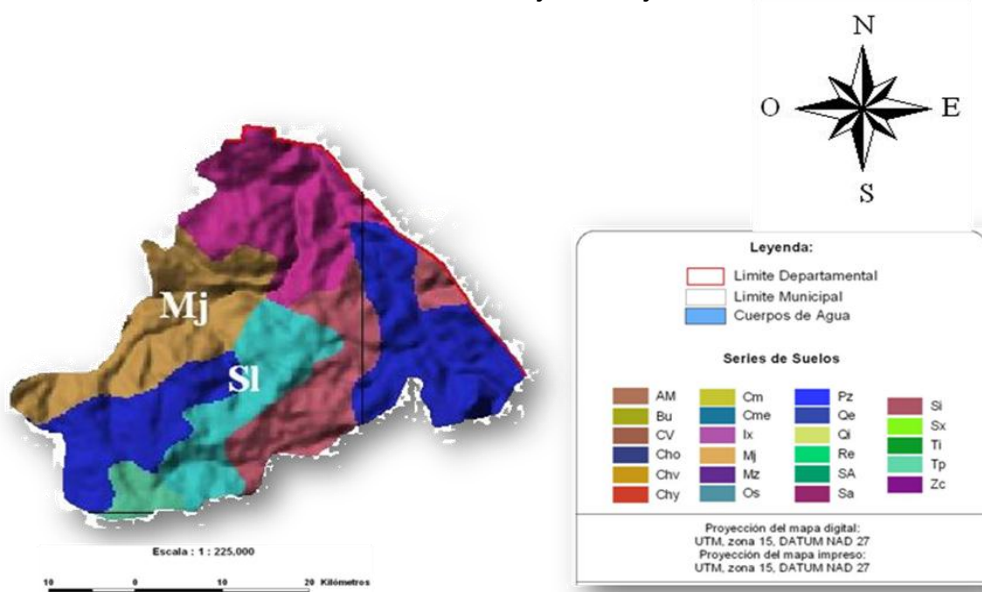 N
O E
S
Mj
Sl
Leyenda:
Limite Departamental
Limite Municipal
Cuerpos de Agua
Series de Suelos
AM
Bu
CV
Cho
Chv
Chy
Cm
Cme
Ix
Mj
Mz
Os
Pz
Qe
Qi
Re
SA
Sa
Si
Sx
Ti
Tp
Zc
Proyección del mapa digital:
UTM, zona 15, DATUM NAD 27
Proyección del mapa impreso:
UTM, zona 15, DATUM NAD 27
Escala : 1 : 225,000
10 0 10 20 Kilómetros